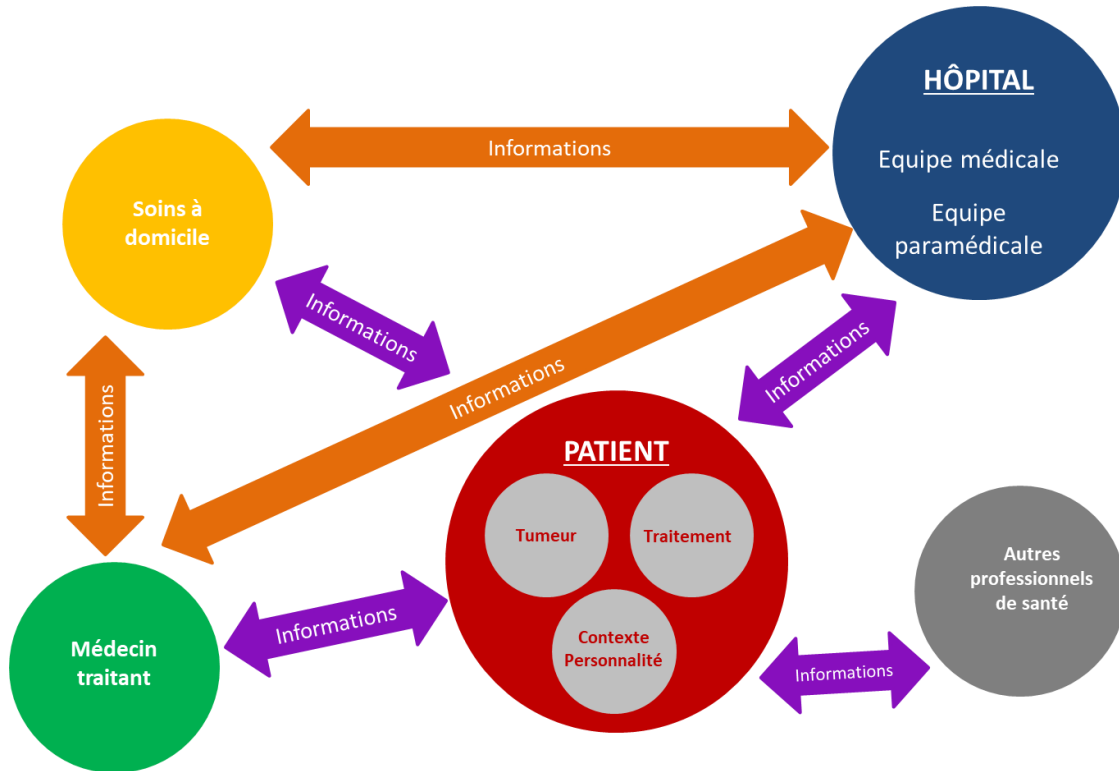 HÔPITAL
Equipe médicale
Equipe
paramédicale
Informations
Soins à
domicile
Informations
Informations
Informations
Informations
PATIENT
Tumeur
Traitement
Contexte
Personnalité
Autres
professionnels
de santé
Informations
Médecin
traitant
Informations